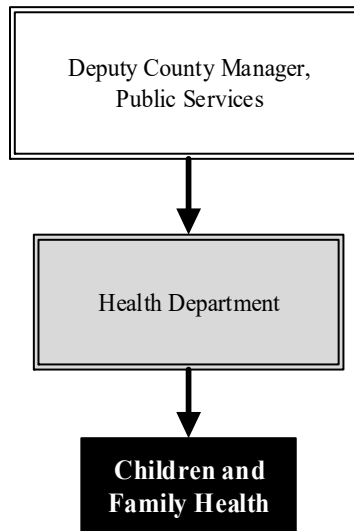 Deputy County Manager,
Public Services
Health Department
Children and
Family Health